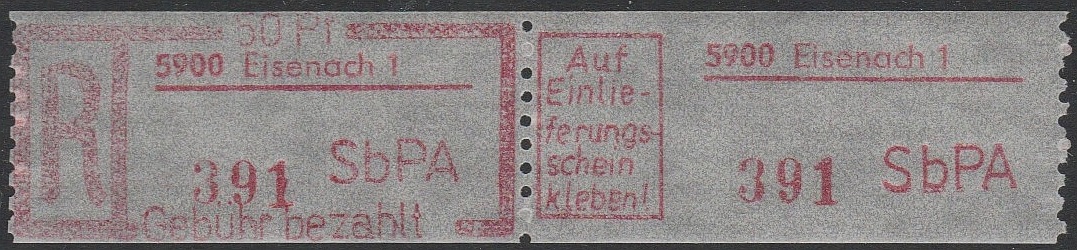 50 Pf
R
5900 Eisenach 1
391 SbPA
Gebühr bezahlt
Auf
Einlie-
ferungs-
schein
kleben!
5900 Eisenach 1
391 SbPA